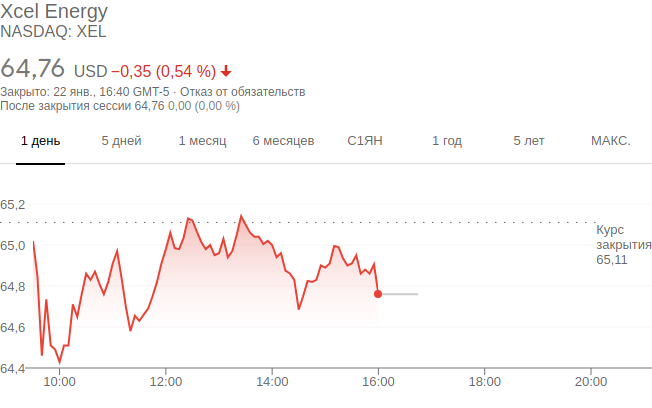 Xcel Energy
NASDAQ: XEL
64,76 USD −0,35 (0,54 %)
Закрыто: 22 янв., 16:40 GMT-5 · Отказ от обязательств
После закрытия сессии 64,76 0,00 (0,00 %)
1 день 5 дней 1 месяц 6 месяцев С1ЯН 1 год 5 лет МАКС.
65,2
65,0
64,8
64,6
64,4
Курс
закрытия
65,11
10:00 12:00 14:00 16:00 18:00 20:00